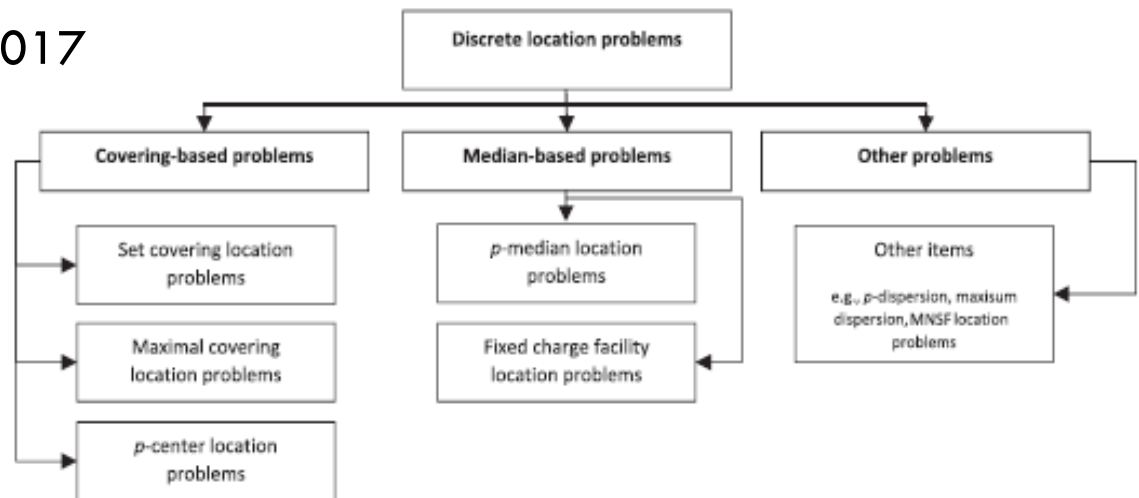 017
Discrete location problems
Covering-based problems
Median-based problems
Other problems
Set covering location
problems
Maximal covering
location problems
p-center location
problems
p-median location
problems
Fixed charge facility
location problems
Other items
e.g., p-dispersion, maxisum
dispersion, MNSF location
problems